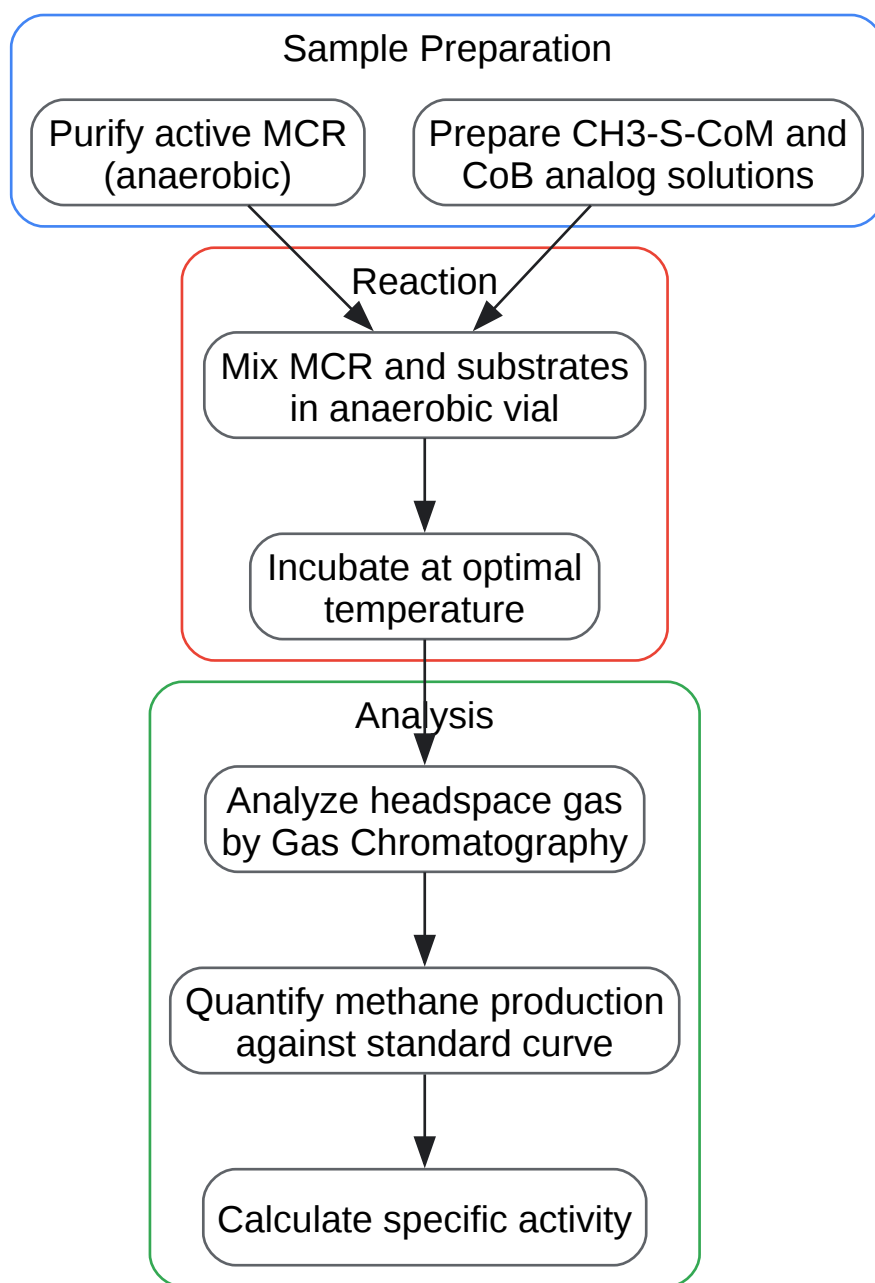 Sample Preparation
Purify active MCR
(anaerobic)
Prepare CH3-S-CoM and
CoB analog solutions
Reaction
Mix MCR and substrates
in anaerobic vial
Incubate at optimal
temperature
Analysis
Analyze headspace gas
by Gas Chromatography
Quantify methane production
against standard curve
Calculate specific activity